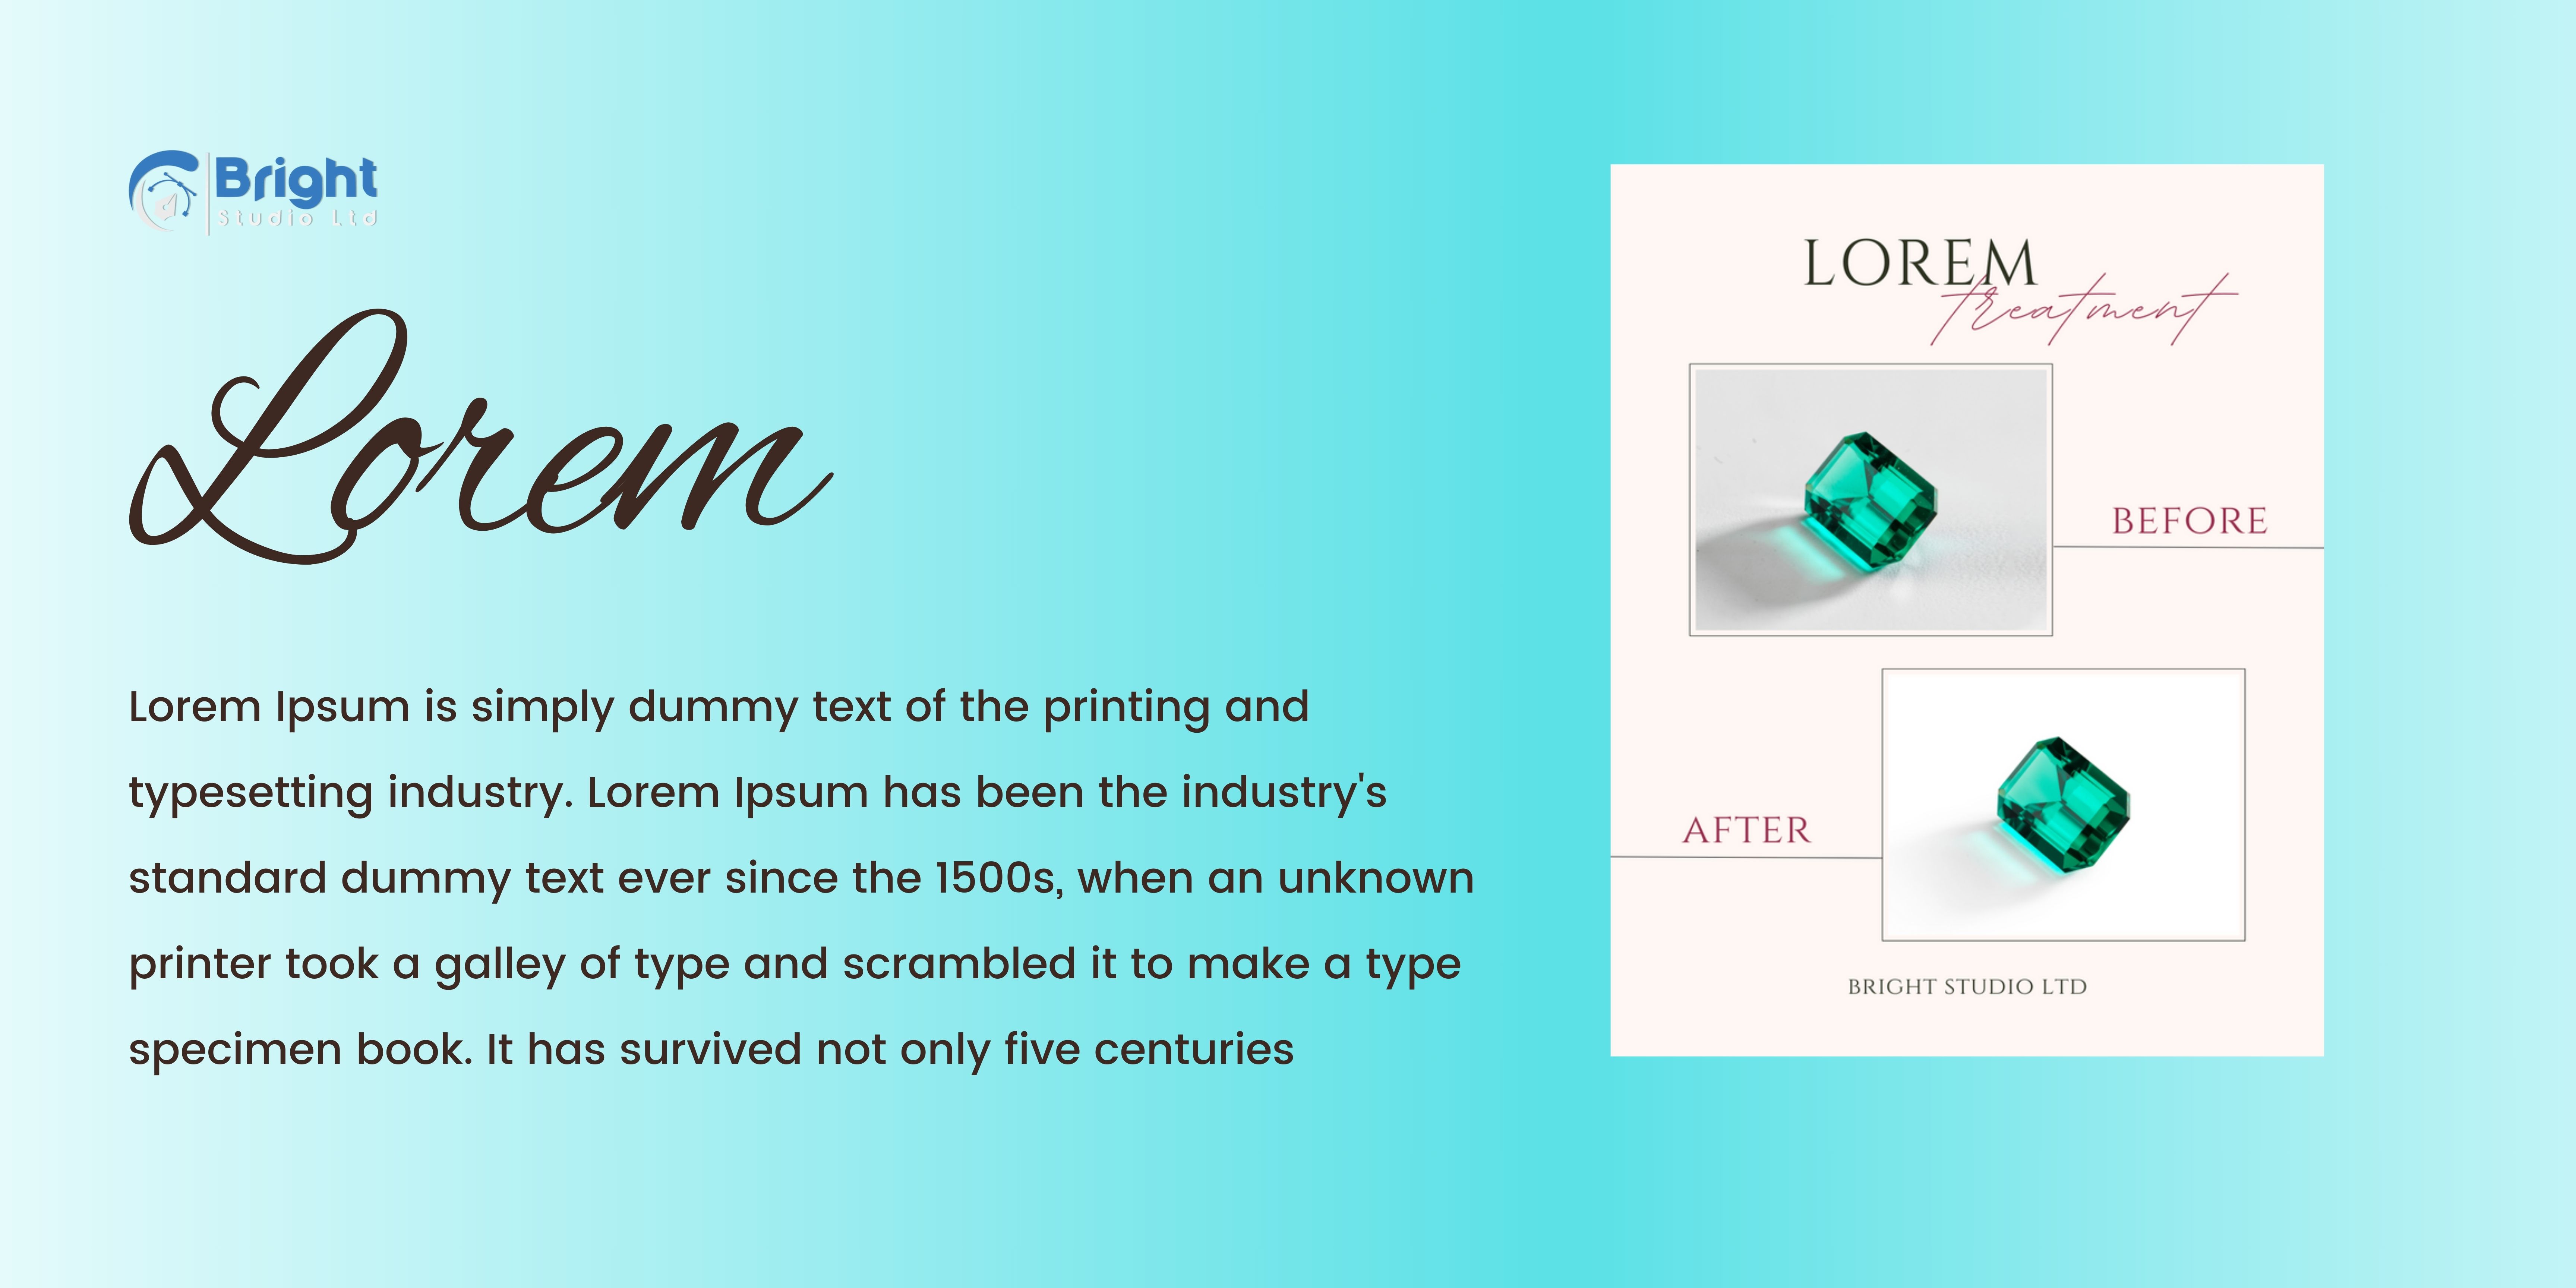 Bright
Studio Ltd
Lorem
Lorem Ipsum is simply dummy text of the printing and
typesetting industry. Lorem Ipsum has been the industry's
standard dummy text ever since the 1500s, when an unknown
printer took a galley of type and scrambled it to make a type
specimen book. It has survived not only five centuries
LOREM
treatment
BEFORE
AFTER
BRIGHT STUDIO LTD